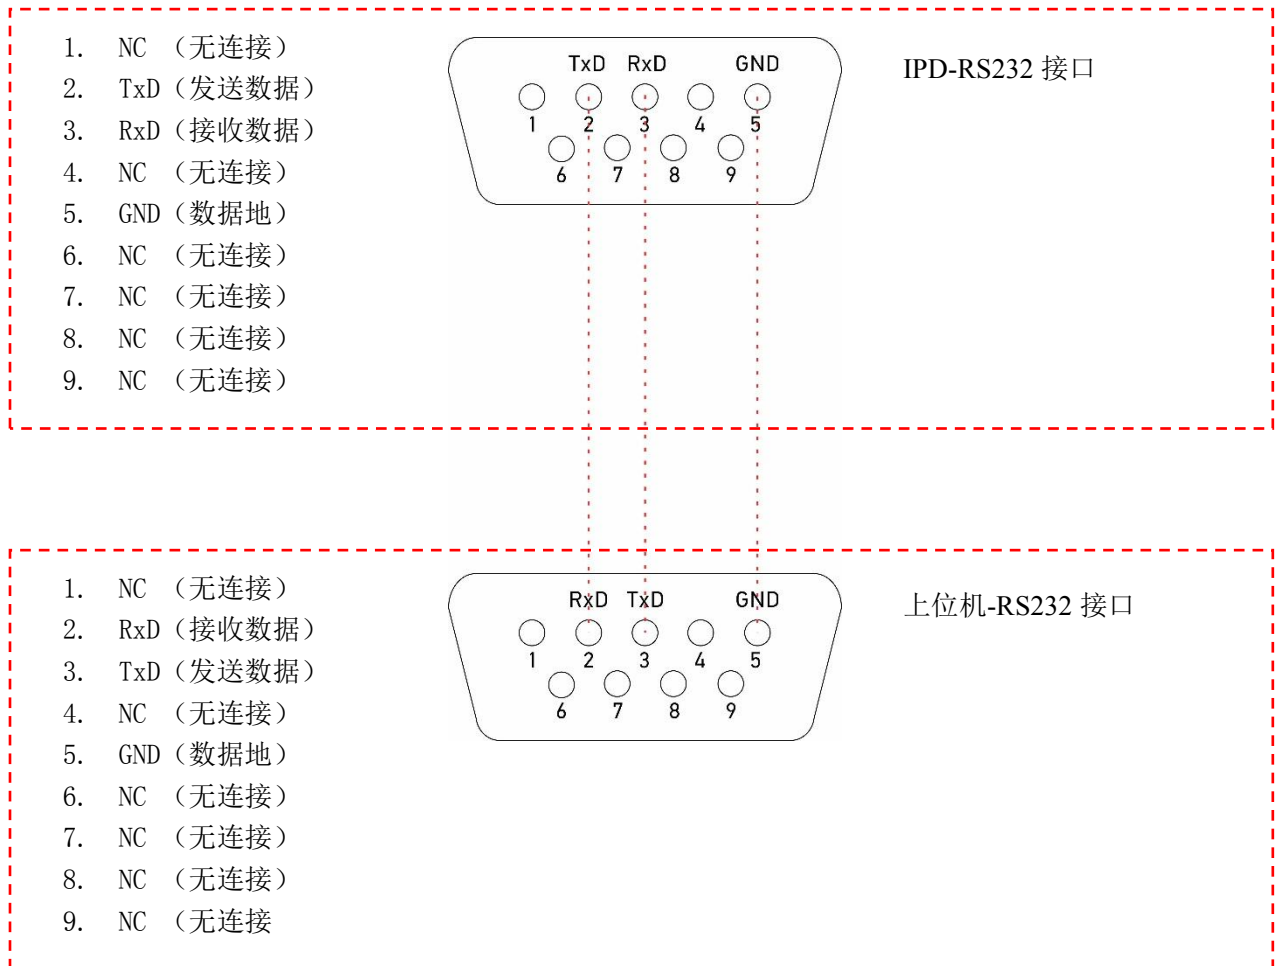 1. NC （无连接）
2. TxD（发送数据）
3. RxD（接收数据）
4. NC （无连接）
5. GND（数据地）
6. NC （无连接）
7. NC （无连接）
8. NC （无连接）
9. NC （无连接）
TxD RxD GND
1 2 3 4 5
6 7 8 9
IPD-RS232 接口
1. NC （无连接）
2. RxD（接收数据）
3. TxD（发送数据）
4. NC （无连接）
5. GND（数据地）
6. NC （无连接）
7. NC （无连接）
8. NC （无连接）
9. NC （无连接
RxD TxD GND
1 2 3 4 5
6 7 8 9
上位机-RS232 接口